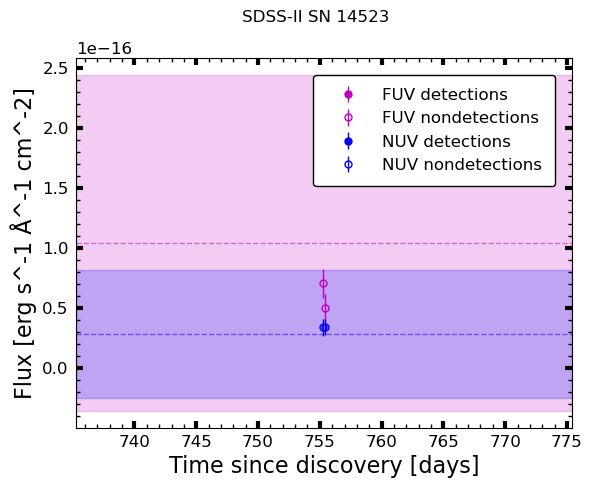 SDSS-II SN 14523
1e−16
2.5
2.0
1.5
1.0
0.5
0.0
Flux [erg s^-1 Å^-1 cm^-2]
FUV detections
FUV nondetections
NUV detections
NUV nondetections
740 745 750 755 760 765 770 775
Time since discovery [days]